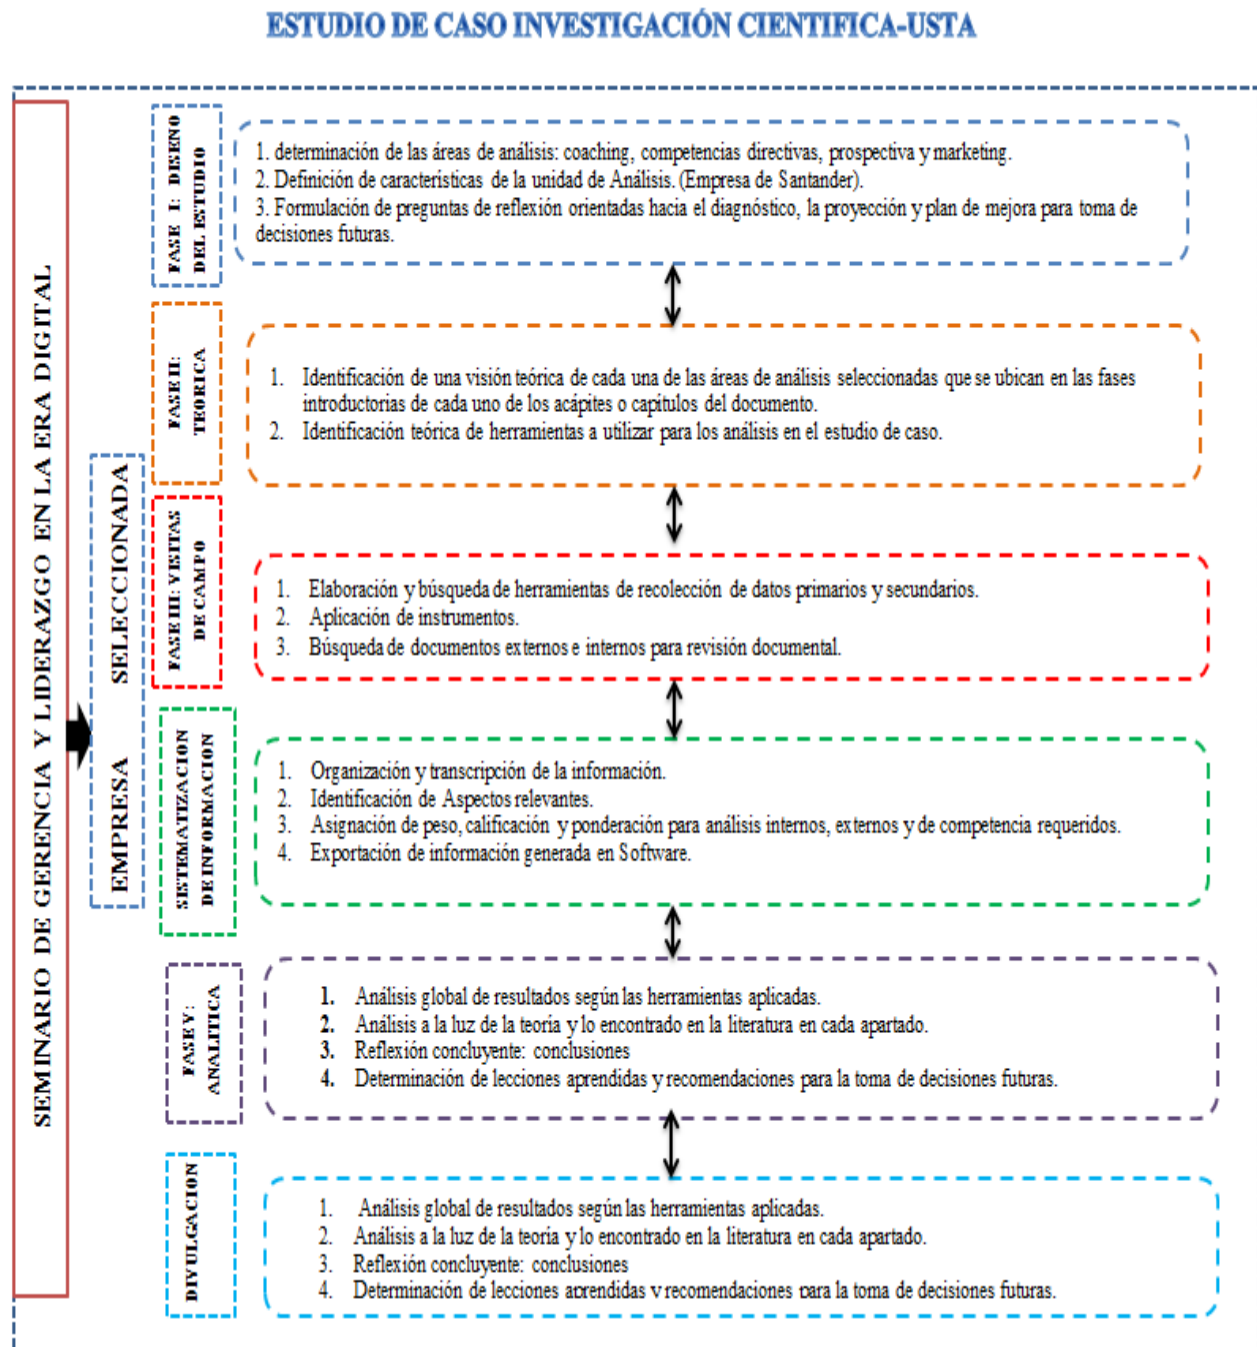 ESTUDIO DE CASO INVESTIGACIÓN CIENTIFICA-USTA
SEMINARIO DE GERENCIA Y LIDERAZGO EN LA ERA DIGITAL
EMPRESA SELECCIONADA
FASE I: DISENO
DEL ESTUDIO
1. determinación de las áreas de análisis: coaching, competencias directivas, prospectiva y marketing.
2. Definición de características de la unidad de Análisis. (Empresa de Santander).
3. Formulación de preguntas de reflexión orientadas hacia el diagnóstico, la proyección y plan de mejora para toma de
decisiones futuras.
FASE II:
TEORICA
1. Identificación de una visión teórica de cada una de las áreas de análisis seleccionadas que se ubican en las fases
introductorias de cada uno de los acápites o capitulos del documento.
2. Identificación teórica de herramientas a utilizar para los análisis en el estudio de caso.
FASE III: VISITAS
DE CAMPO
1. Elaboración y búsqueda de herramientas de recolección de datos primarios y secundarios.
2. Aplicación de instrumentos.
3. Búsqueda de documentos externos e internos para revisión documental.
SISTEMATIZACION
DE INFORMACION
1. Organización y transcripción de la información.
2. Identificación de Aspectos relevantes.
3. Asignación de peso, calificación y ponderación para análisis internos, externos y de competencia requeridos.
4. Exportación de información generada en Software.
FASE V:
ANALITICA
1. Análisis global de resultados según las herramientas aplicadas.
2. Análisis a la luz de la teoría y lo encontrado en la literatura en cada apartado.
3. Reflexión concluyente: conclusiones
4. Determinación de lecciones aprendidas y recomendaciones para la toma de decisiones futuras.
DIVULGACION
1. Análisis global de resultados según las herramientas aplicadas.
2. Análisis a la luz de la teoría y lo encontrado en la literatura en cada apartado.
3. Reflexión concluyente: conclusiones
4. Determinación de lecciones aprendidas y recomendaciones para la toma de decisiones futuras.